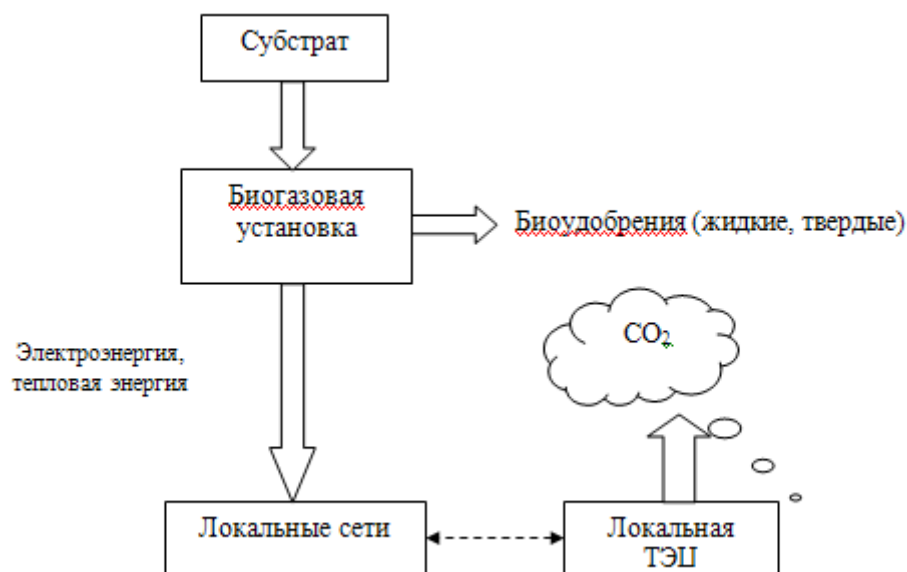 Субстрат
Биогазовая
установка
Биоудобрения (жидкие, твердые)
CO2
Электроэнергия,
тепловая энергия
Локальные сети
Локальная
ТЭЦ